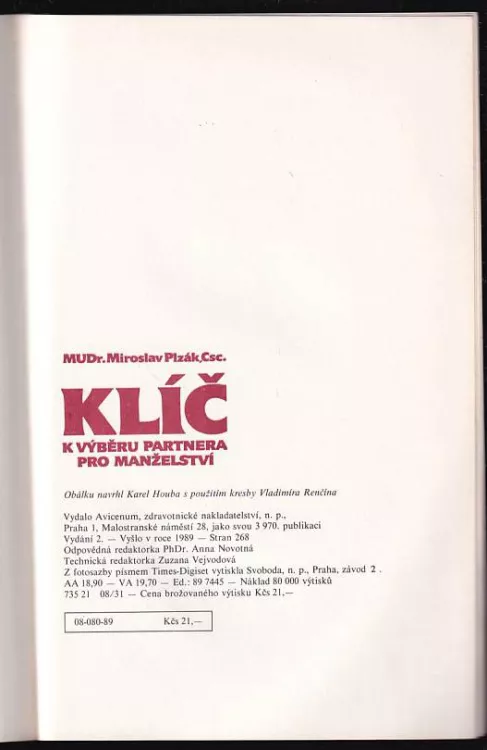 MUDr. Miroslav Plzák, Csc.
KLÍČ
K VÝBĚRU PARTNERA
PRO MANŽELSTVÍ
Obálku navrhl Karel Houba s použitím kresby Vladimíra Renčína
Vydalo Avicenum, zdravotnické nakladatelství, n. p.,
Praha 1, Malostranské náměstí 28, jako svou 3 970. publikaci
Vydání 2. — Vyšlo v roce 1989 — Stran 268
Odpovědná redaktorka PhDr. Anna Novotná
Technická redaktorka Zuzana Vejvodová
Z fotosazby písmem Times-Digiset vytiskla Svoboda, n. p., Praha, závod 2 .
AA 18,90 — VA 19,70 — Ed.: 89 7445 — Náklad 80 000 výtisků
735 21 08/31 — Cena brožovaného výtisku Kčs 21,—
08-080-89 Kčs 21,—